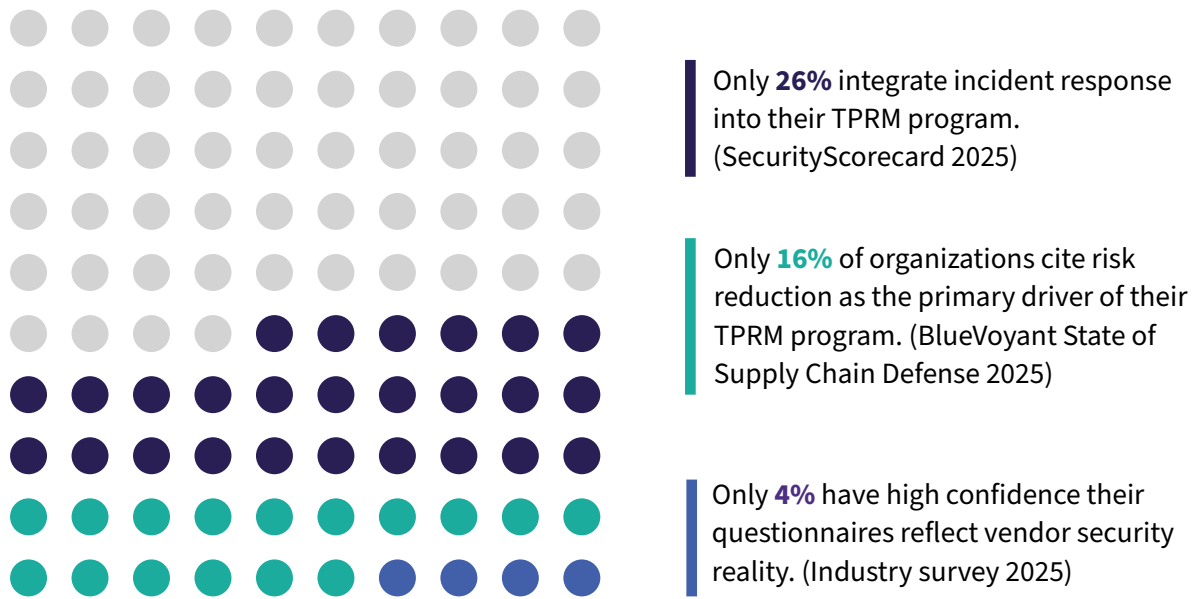 Only 26% integrate incident response
into their TPRM program.
(SecurityScorecard 2025)
Only 16% of organizations cite risk
reduction as the primary driver of their
TPRM program. (BlueVoyant State of
Supply Chain Defense 2025)
Only 4% have high confidence their
questionnaires reflect vendor security
reality. (Industry survey 2025)